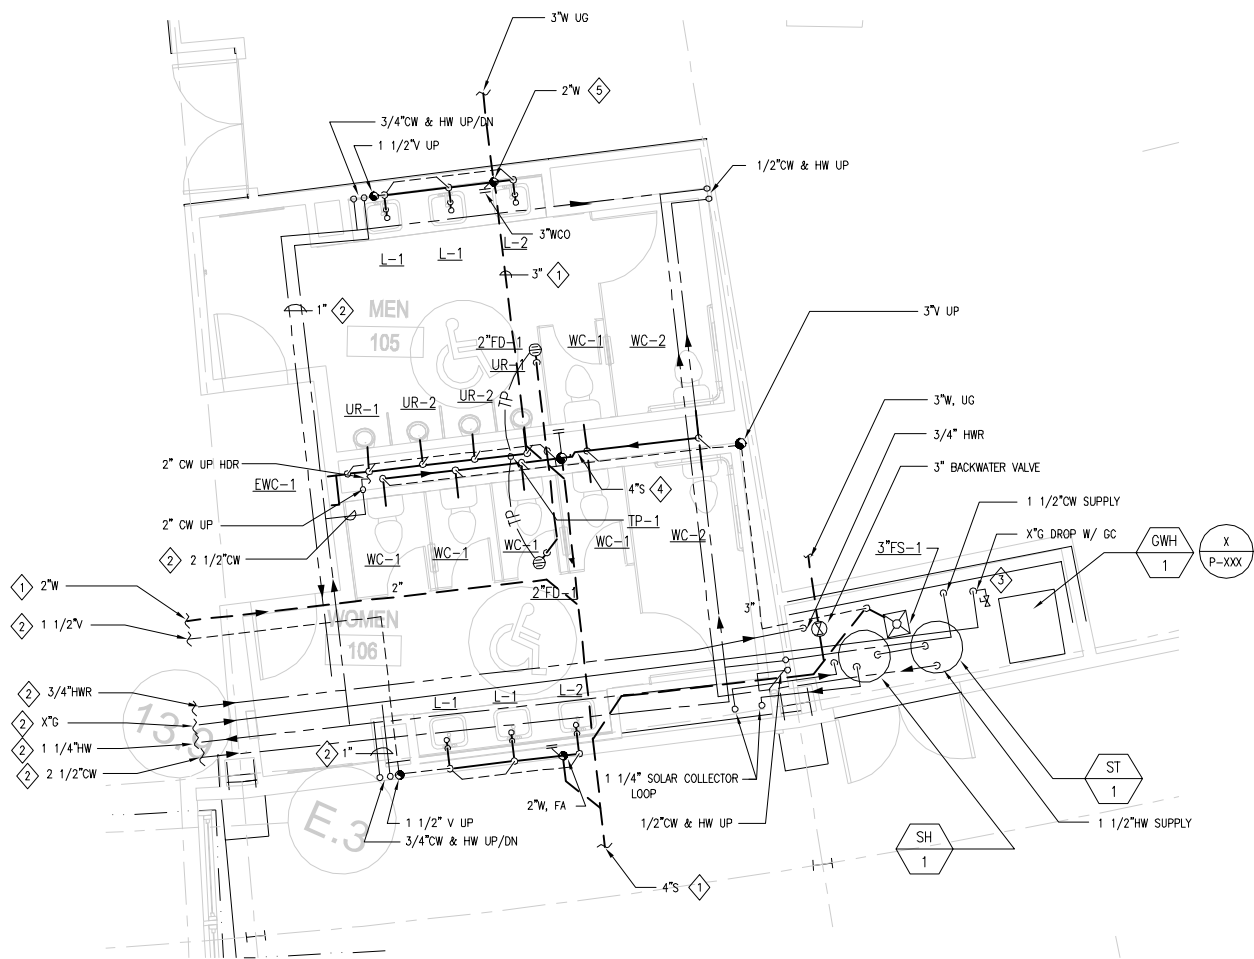 3"W UG
2"W 5
3/4"CW & HW UP/DN
1 1/2"V UP
1/2"CW & HW UP
3"WCO
L-2
L-1
L-1
3" 1
1" 2
MEN
105
3"V UP
2"FD-1
WC-1
WC-2
UR-1
TP
UR-2
UR-2
UR-1
3"W, UG
3/4" HWR
2" CW UP HDR
3" BACKWATER VALVE
EWC-1
4"S 4
1 1/2"CW SUPPLY
2" CW UP
TP
TP-1
X"G DROP W/ GC
WC-2
GWH
1
X
P-XXX
2 2 1/2"CW
WC-1
WC-1
WC-1
WC-1
3"FS-1
3
1 2"W
2"
2"FD-1
3"
2 1 1/2"V
WOMEN
106
2 3/4"HWR
L-1
L-1
L-2
13.9
2 X"G
2 1 1/4"HW
2 1"
2 2 1/2"CW
1 1/4" SOLAR COLLECTOR
LOOP
ST
1
2"W, FA
E.3
1 1/2" V UP
1/2"CW & HW UP
1 1/2"HW SUPPLY
3/4"CW & HW UP/DN
SH
1
4"S 1